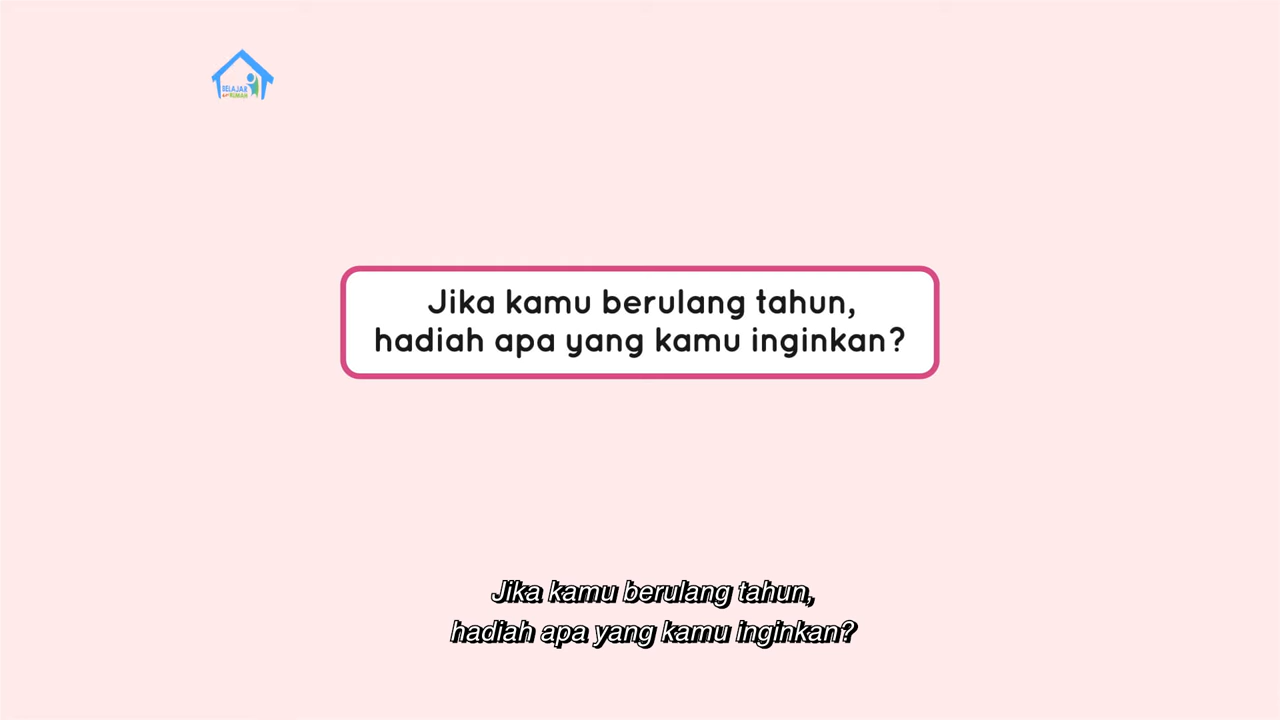 BELAJAR
RUMAH
Jika kamu berulang tahun,
hadiah apa yang kamu inginkan?
Jika kamu berulang tahun,
hadiah apa yang kamu inginkan?